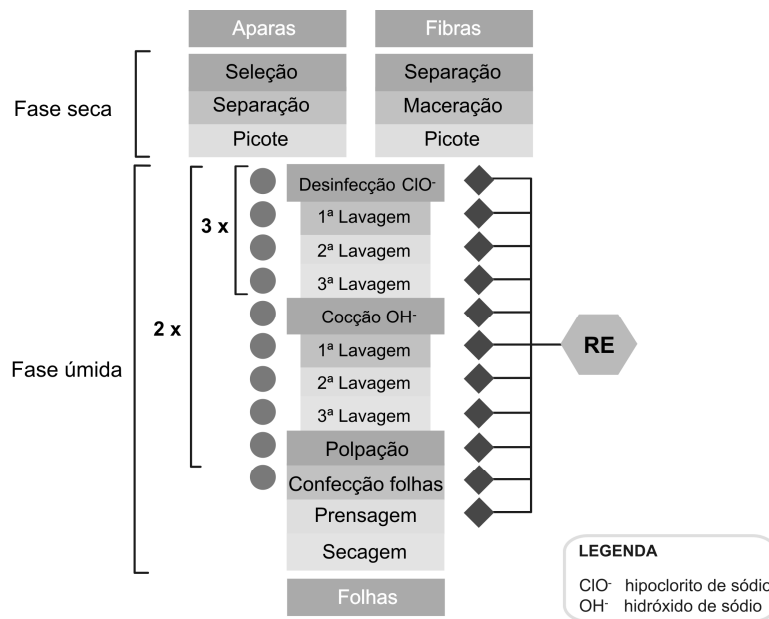 Aparas
Fibras
Fase seca
Seleção
Separação
Picote
Separação
Maceração
Picote
Fase úmida
2 x
3 x
Desinfecção ClO-
1ª Lavagem
2ª Lavagem
3ª Lavagem
Cocção OH-
1ª Lavagem
2ª Lavagem
3ª Lavagem
Polpação
Confecção folhas
Prensagem
Secagem
Folhas
RE
LEGENDA
ClO- hipoclorito de sódio
OH- hidróxido de sódio